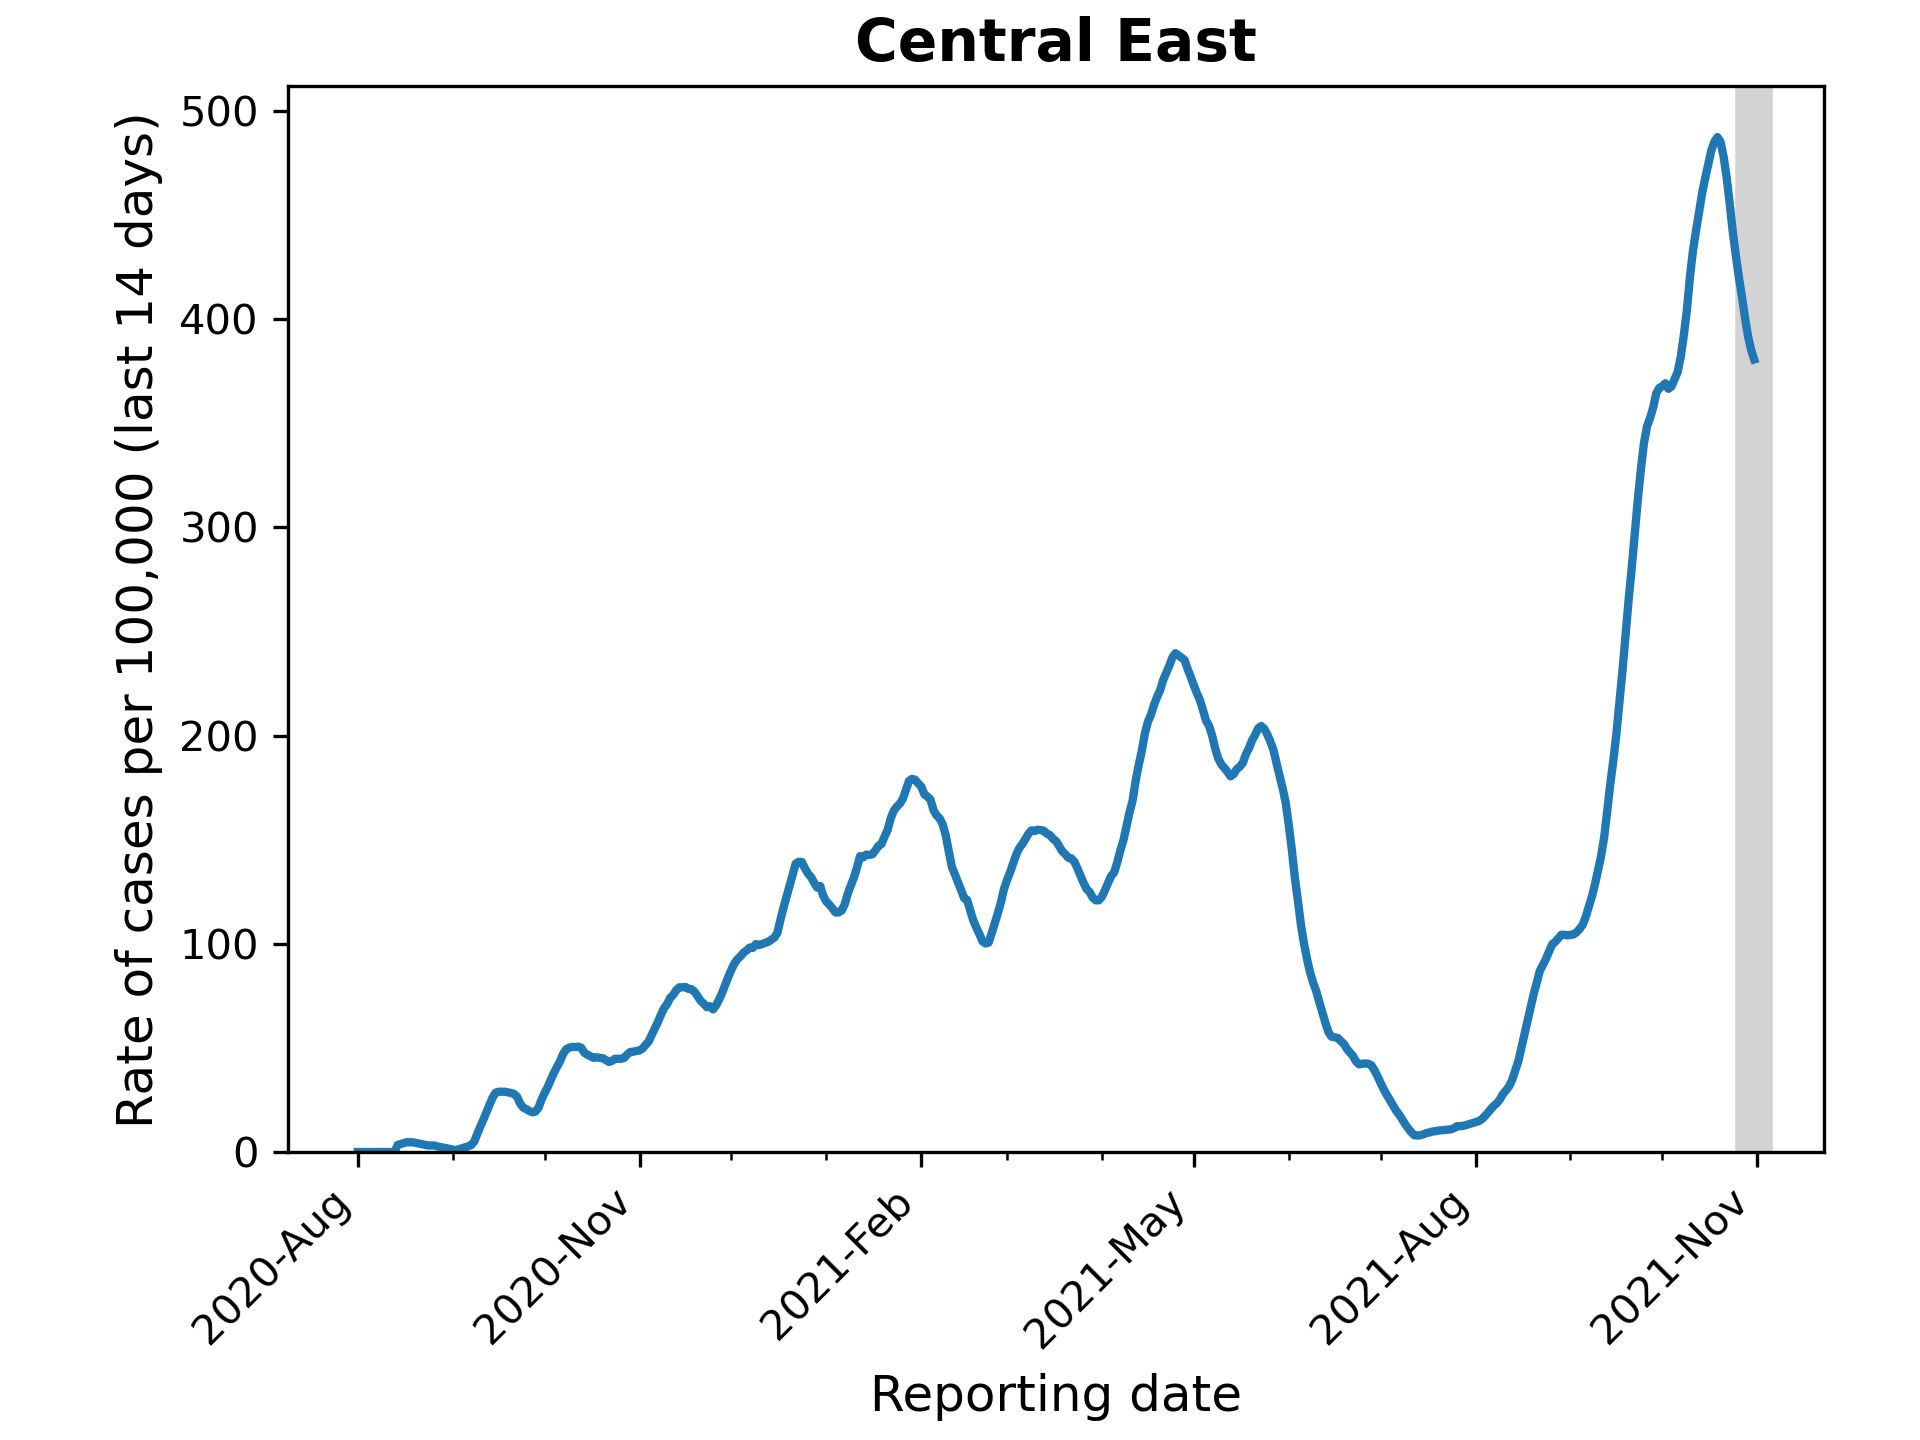 Central East
Rate of cases per 100,000 (last 14 days)
500
400
300
200
100
0
2020-Aug
2020-Nov
2021-Feb
2021-May
2021-Aug
2021-Nov
Reporting date